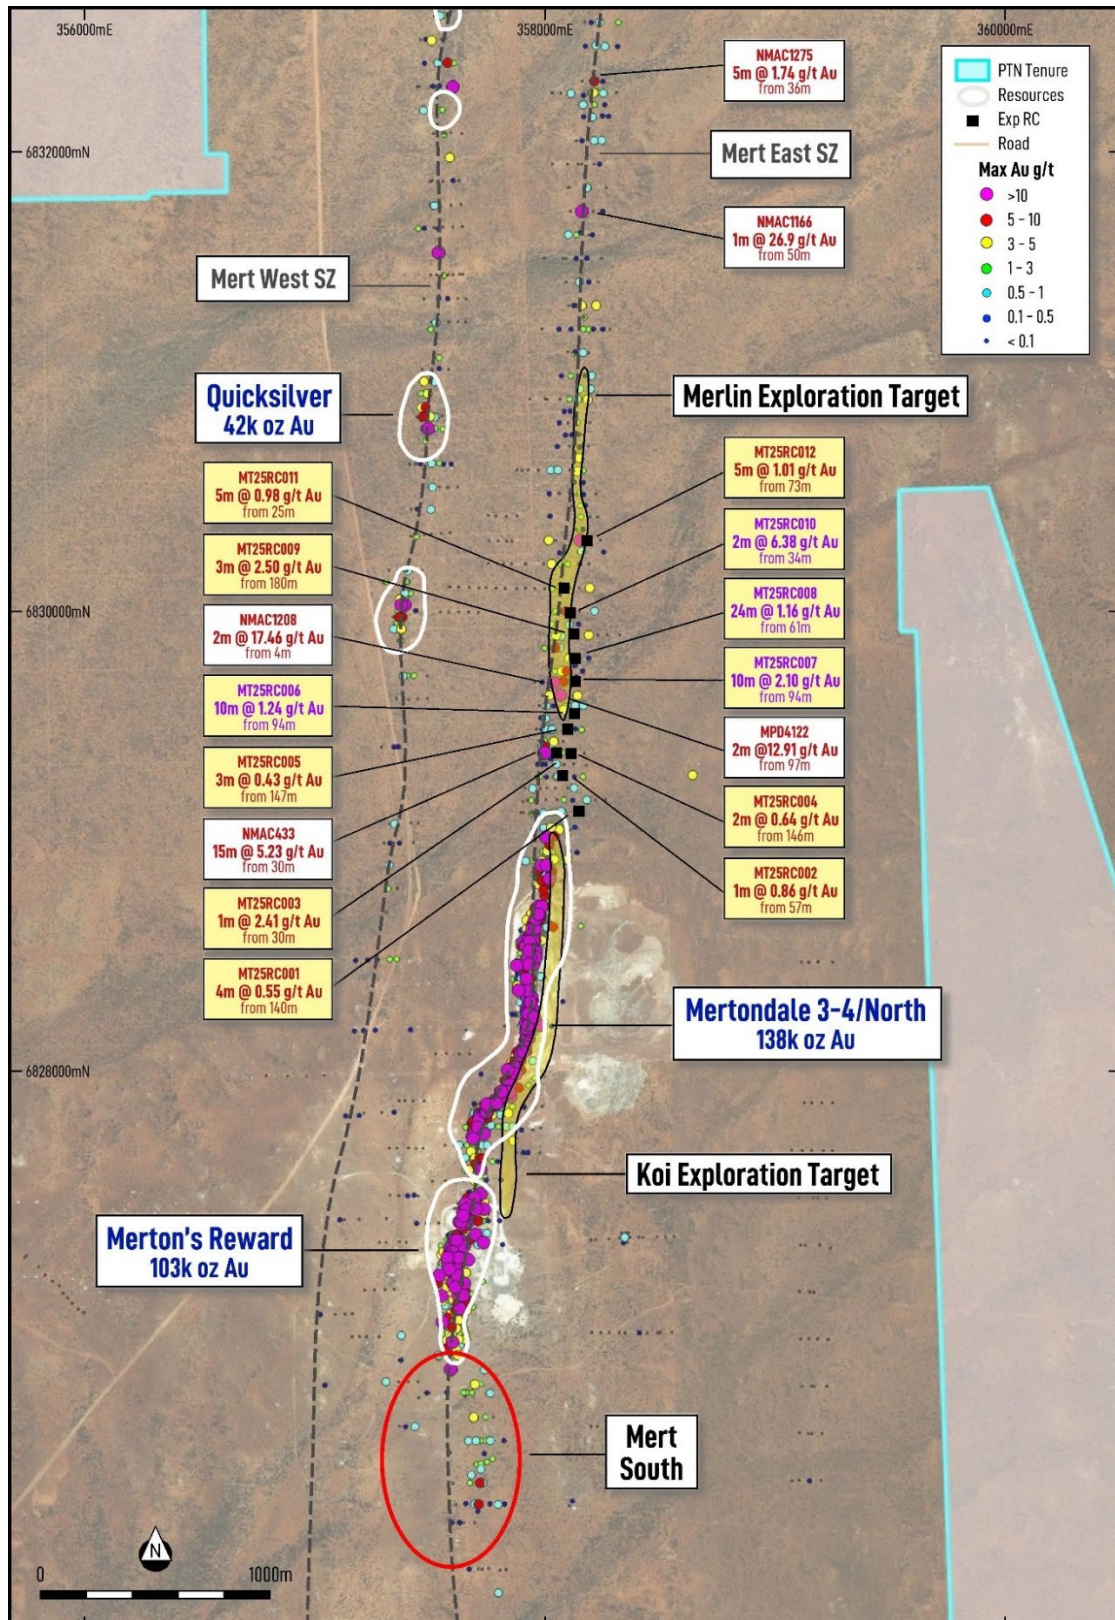 356000mE
358000mE
360000mE
6832000mN
6830000mN
6828000mN
NMAC1275
5m @ 1.74 g/t Au
from 36m
PTN Tenure
Resources
Exp RC
Road
Max Au g/t
>10
5 - 10
3 - 5
1 - 3
0.5 - 1
0.1 - 0.5
< 0.1
Mert East SZ
NMAC1166
1m @ 26.9 g/t Au
from 50m
Mert West SZ
Quicksilver
42k oz Au
Merlin Exploration Target
MT25RC011
5m @ 0.98 g/t Au
from 25m
MT25RC009
3m @ 2.50 g/t Au
from 180m
NMAC1208
2m @ 17.46 g/t Au
from 4m
MT25RC006
10m @ 1.24 g/t Au
from 94m
MT25RC005
3m @ 0.43 g/t Au
from 147m
NMAC433
15m @ 5.23 g/t Au
from 30m
MT25RC003
1m @ 2.41 g/t Au
from 30m
MT25RC001
4m @ 0.55 g/t Au
from 140m
MT25RC012
5m @ 1.01 g/t Au
from 73m
MT25RC010
2m @ 6.38 g/t Au
from 34m
MT25RC008
24m @ 1.16 g/t Au
from 61m
MT25RC007
10m @ 2.10 g/t Au
from 94m
MPD4122
2m @12.91 g/t Au
from 97m
MT25RC004
2m @ 0.64 g/t Au
from 146m
MT25RC002
1m @ 0.86 g/t Au
from 57m
Mertondale 3-4/North
138k oz Au
Koi Exploration Target
Merton's Reward
103k oz Au
Mert
South
N
0
1000m